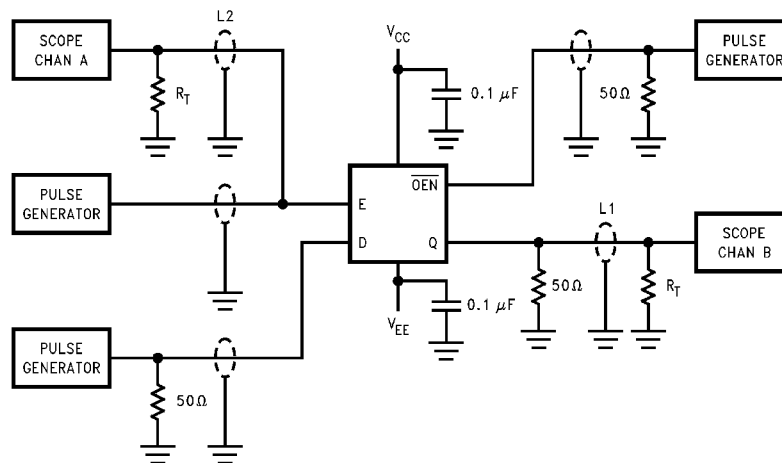 SCOPE
CHAN A
L2
R_T
V_CC
0.1 μF
50Ω
PULSE
GENERATOR
PULSE
GENERATOR
E
D
O̅E̅N̅
Q
L1
SCOPE
CHAN B
50Ω
R_T
V_EE
0.1 μF
PULSE
GENERATOR
50Ω